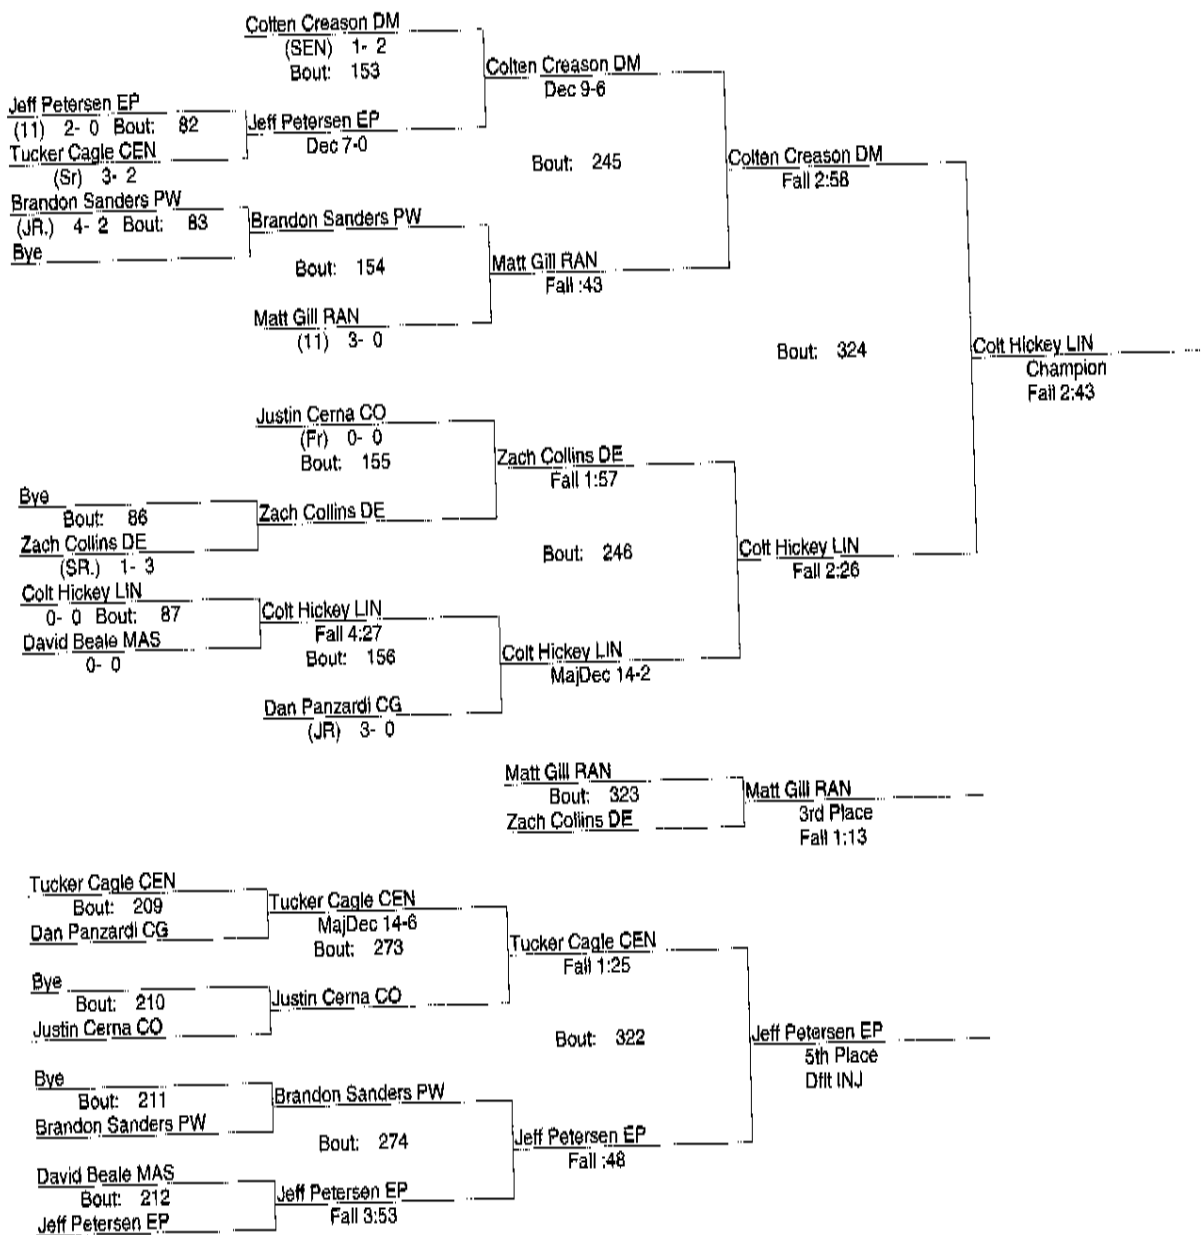 Colten Creason DM
(SEN) 1- 2
Bout: 153
Colten Creason DM
Dec 9-6
Jeff Petersen EP
(11) 2- 0 Bout: 82
Jeff Petersen EP
Dec 7-0
Tucker Cagle CEN
(Sr) 3- 2
Bout: 245
Colten Creason DM
Fall 2:58
Brandon Sanders PW
(JR.) 4- 2 Bout: 83
Brandon Sanders PW
Bye
Bout: 154
Matt Gill RAN
Fall :43
Matt Gill RAN
(11) 3- 0
Bout: 324
Colt Hickey LIN
Champion
Fall 2:43
Justin Cerna CO
(Fr) 0- 0
Bout: 155
Zach Collins DE
Fall 1:57
Bye
Bout: 86
Zach Collins DE
Zach Collins DE
(SR.) 1- 3
Bout: 246
Colt Hickey LIN
Fall 2:26
Colt Hickey LIN
0- 0 Bout: 87
Colt Hickey LIN
Fall 4:27
Bout: 156
David Beale MAS
0- 0
Colt Hickey LIN
MajDec 14-2
Dan Panzardi CG
(JR) 3- 0
Matt Gill RAN
Bout: 323
Zach Collins DE
Matt Gill RAN
3rd Place
Fall 1:13
Tucker Cagle CEN
Bout: 209
Dan Panzardi CG
Tucker Cagle CEN
MajDec 14-6
Bout: 273
Tucker Cagle CEN
Fall 1:25
Bye
Bout: 210
Justin Cerna CO
Justin Cerna CO
Bout: 322
Jeff Petersen EP
5th Place
Dflt INJ
Bye
Bout: 211
Brandon Sanders PW
Brandon Sanders PW
Bout: 274
Jeff Petersen EP
Fall :48
David Beale MAS
Bout: 212
Jeff Petersen EP
Jeff Petersen EP
Fall 3:53